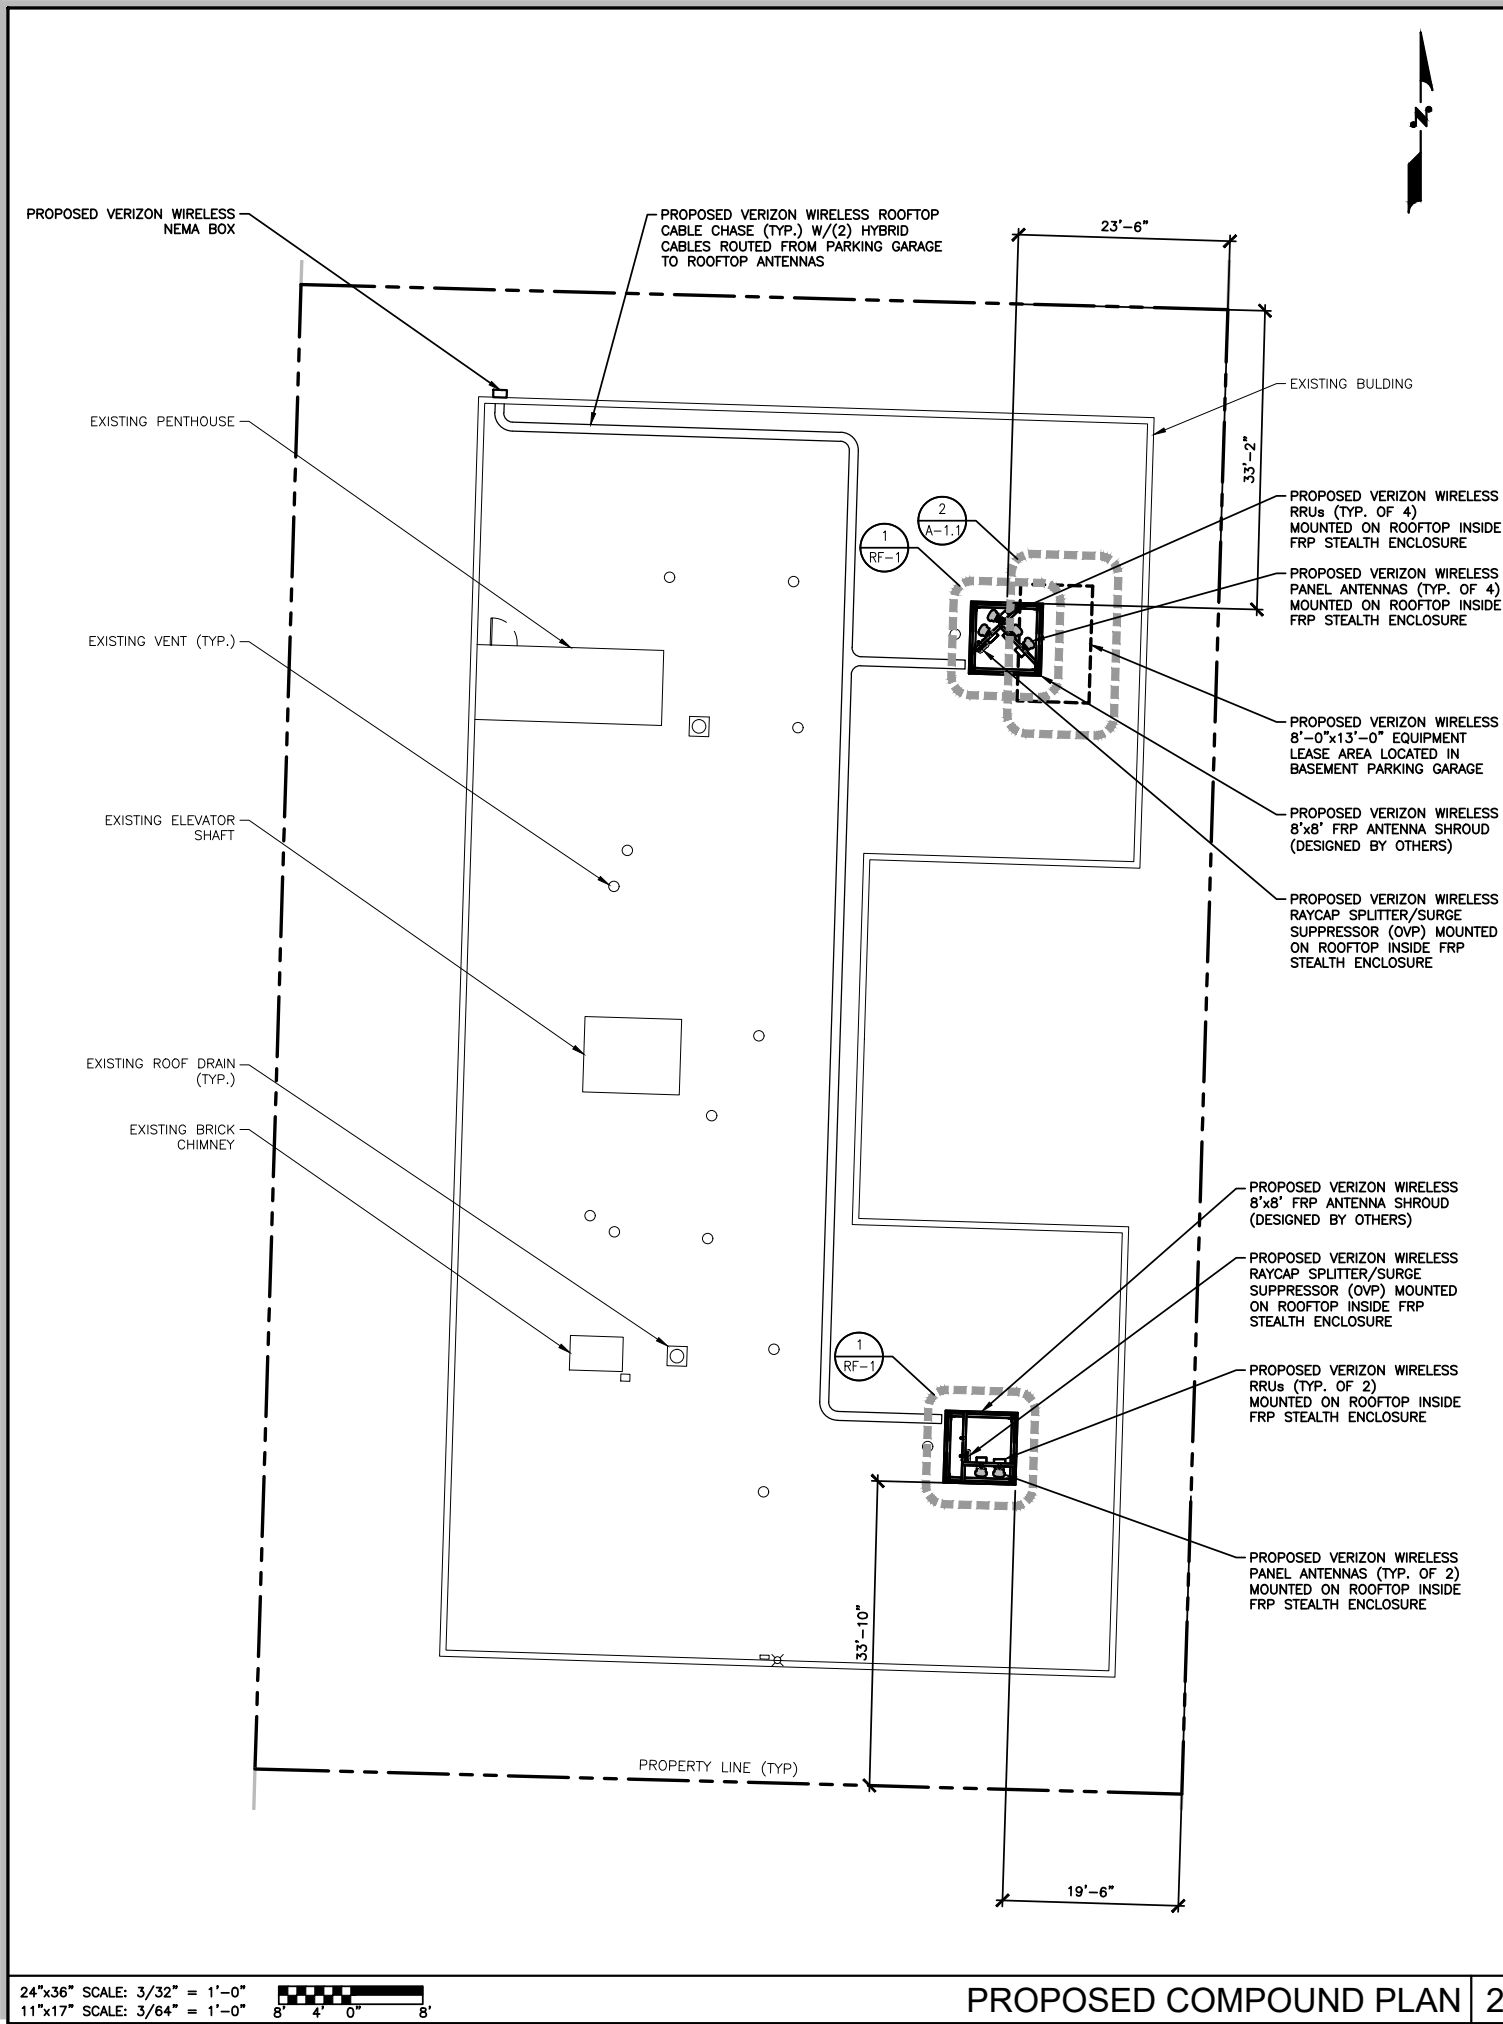 N
PROPOSED VERIZON WIRELESS
NEMA BOX
PROPOSED VERIZON WIRELESS ROOFTOP
CABLE CHASE (TYP.) W/(2) HYBRID
CABLES ROUTED FROM PARKING GARAGE
TO ROOFTOP ANTENNAS
23'-6"
EXISTING BULDING
33'-2"
EXISTING PENTHOUSE
2
A-1.1
1
RF-1
PROPOSED VERIZON WIRELESS
RRUs (TYP. OF 4)
MOUNTED ON ROOFTOP INSIDE
FRP STEALTH ENCLOSURE
PROPOSED VERIZON WIRELESS
PANEL ANTENNAS (TYP. OF 4)
MOUNTED ON ROOFTOP INSIDE
FRP STEALTH ENCLOSURE
EXISTING VENT (TYP.)
PROPOSED VERIZON WIRELESS
8'-0"x13'-0" EQUIPMENT
LEASE AREA LOCATED IN
BASEMENT PARKING GARAGE
EXISTING ELEVATOR
SHAFT
PROPOSED VERIZON WIRELESS
8'x8' FRP ANTENNA SHROUD
(DESIGNED BY OTHERS)
PROPOSED VERIZON WIRELESS
RAYCAP SPLITTER/SURGE
SUPPRESSOR (OVP) MOUNTED
ON ROOFTOP INSIDE FRP
STEALTH ENCLOSURE
EXISTING ROOF DRAIN
(TYP.)
EXISTING BRICK
CHIMNEY
PROPOSED VERIZON WIRELESS
8'x8' FRP ANTENNA SHROUD
(DESIGNED BY OTHERS)
PROPOSED VERIZON WIRELESS
RAYCAP SPLITTER/SURGE
SUPPRESSOR (OVP) MOUNTED
ON ROOFTOP INSIDE FRP
STEALTH ENCLOSURE
1
RF-1
PROPOSED VERIZON WIRELESS
RRUs (TYP. OF 2)
MOUNTED ON ROOFTOP INSIDE
FRP STEALTH ENCLOSURE
PROPOSED VERIZON WIRELESS
PANEL ANTENNAS (TYP. OF 2)
MOUNTED ON ROOFTOP INSIDE
FRP STEALTH ENCLOSURE
33'-10"
PROPERTY LINE (TYP)
19'-6"
24"x36" SCALE: 3/32" = 1'-0"
11"x17" SCALE: 3/64" = 1'-0"
8' 4' 0" 8'
PROPOSED COMPOUND PLAN 2